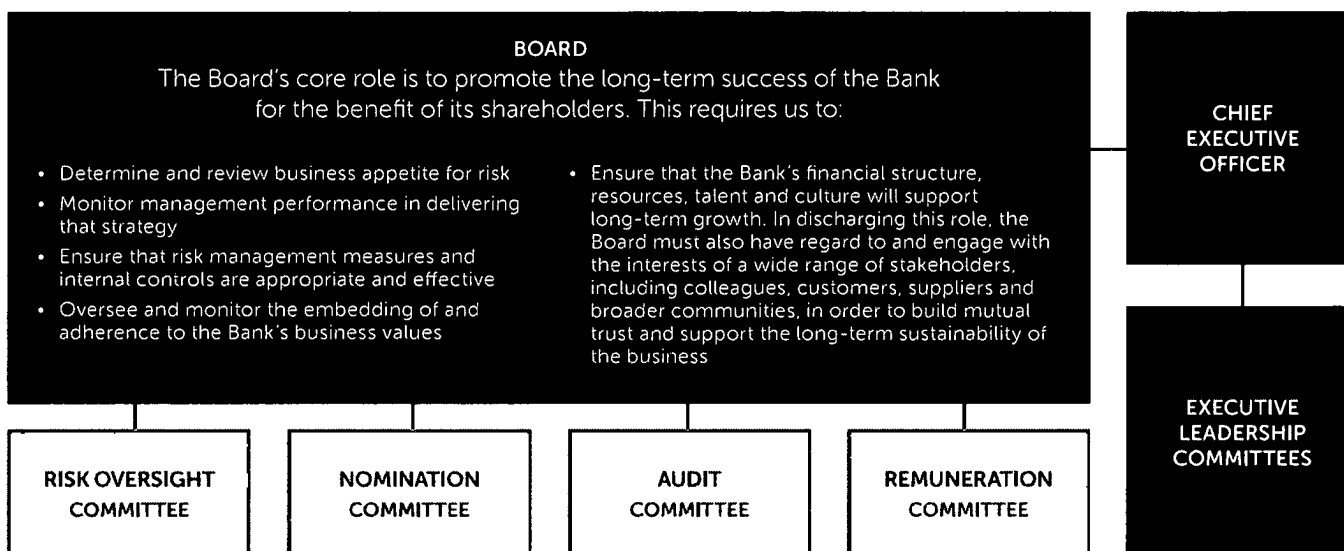 BOARD
The Board's core role is to promote the long-term success of the Bank
for the benefit of its shareholders. This requires us to:
• Determine and review business appetite for risk
• Monitor management performance in delivering
that strategy
• Ensure that risk management measures and
internal controls are appropriate and effective
• Oversee and monitor the embedding of and
adherence to the Bank's business values
• Ensure that the Bank's financial structure,
resources, talent and culture will support
long-term growth. In discharging this role, the
Board must also have regard to and engage with
the interests of a wide range of stakeholders,
including colleagues, customers, suppliers and
broader communities, in order to build mutual
trust and support the long-term sustainability of
the business
CHIEF
EXECUTIVE
OFFICER
EXECUTIVE
LEADERSHIP
COMMITTEES
RISK OVERSIGHT
COMMITTEE
NOMINATION
COMMITTEE
AUDIT
COMMITTEE
REMUNERATION
COMMITTEE